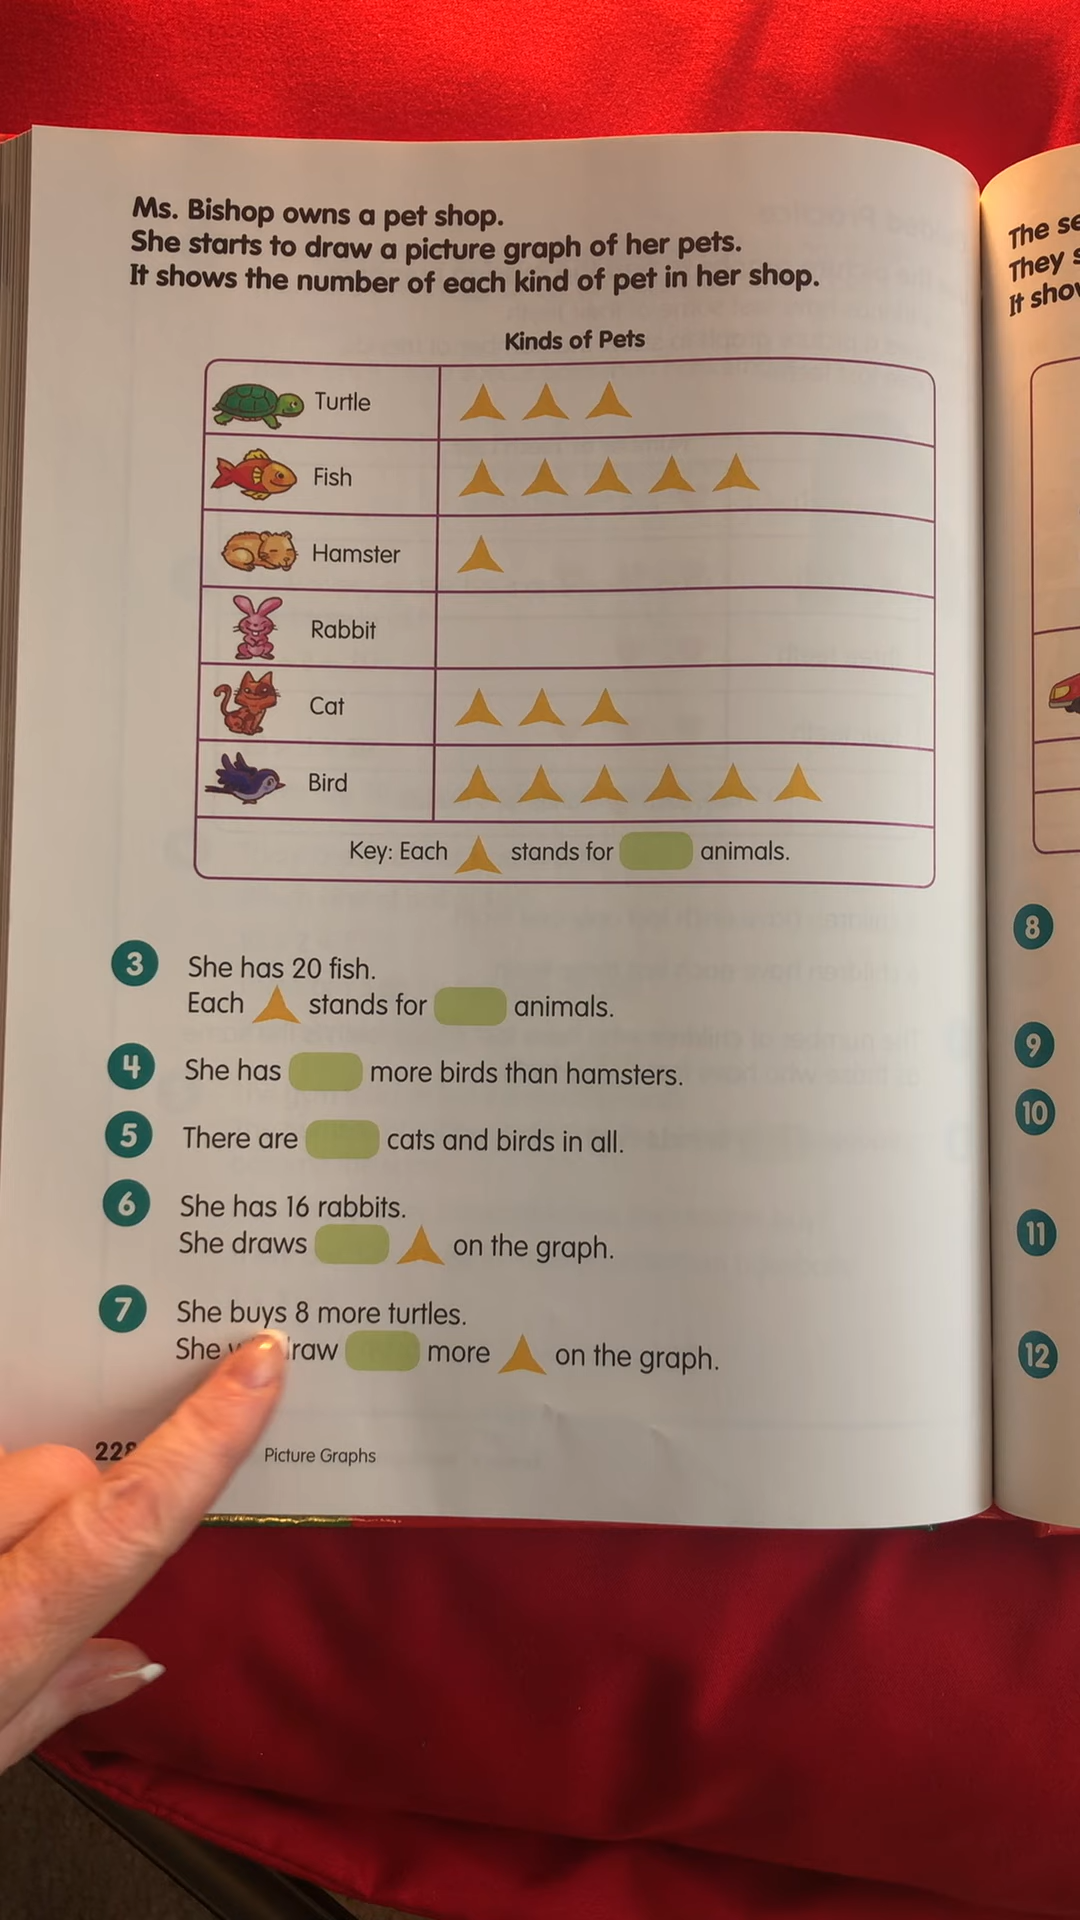 Ms. Bishop owns a pet shop.
She starts to draw a picture graph of her pets.
It shows the number of each kind of pet in her shop.
Kinds of Pets
Turtle
Fish
Hamster
Rabbit
Cat
Bird
Key: Each stands for animals.
3 She has 20 fish.
Each stands for animals.
4 She has more birds than hamsters.
5 There are cats and birds in all.
6 She has 16 rabbits.
She draws on the graph.
7 She buys 8 more turtles.
She more on the graph.
Picture Graphs
The
They
It
8
9
10
11
12